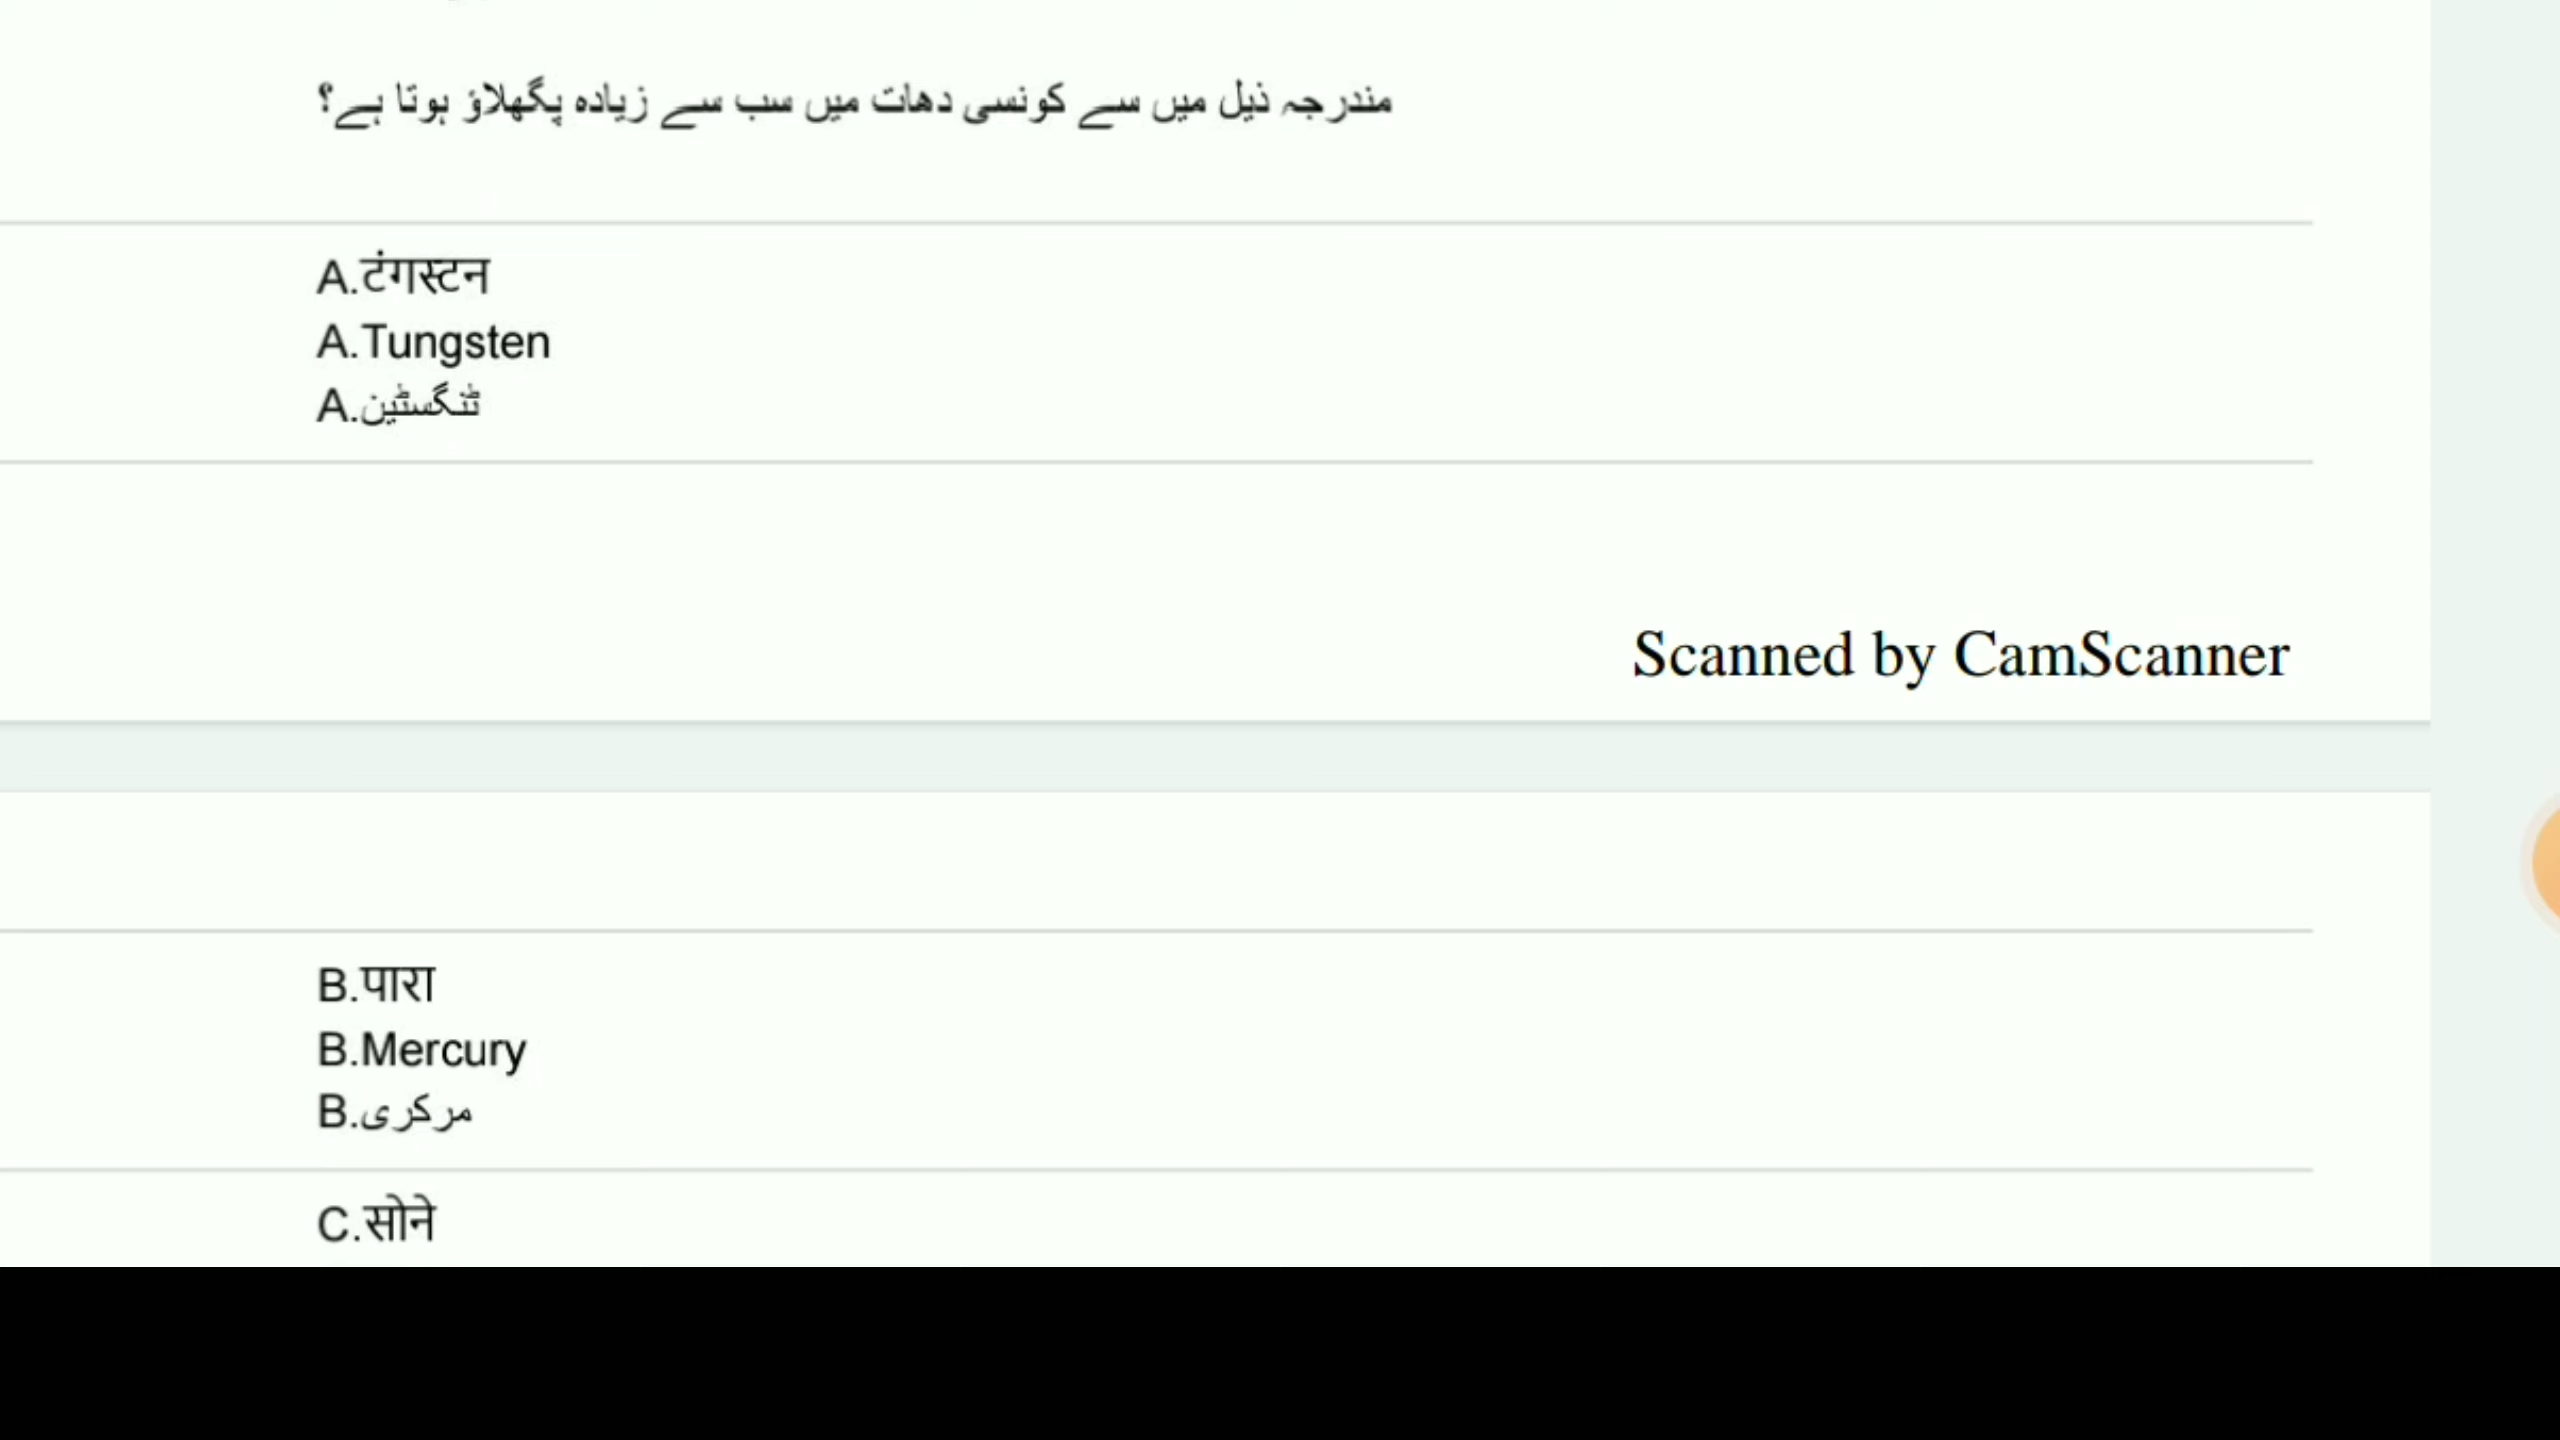 مندرجہ ذیل میں سے کونسی دھات میں سب سے زیادہ پگھلاؤ ہوتا ہے؟
A.टंगस्टन
A.Tungsten
A.ٹنگسٹین
Scanned by CamScanner
B.पारा
B.Mercury
B.مرکری
C.सोने